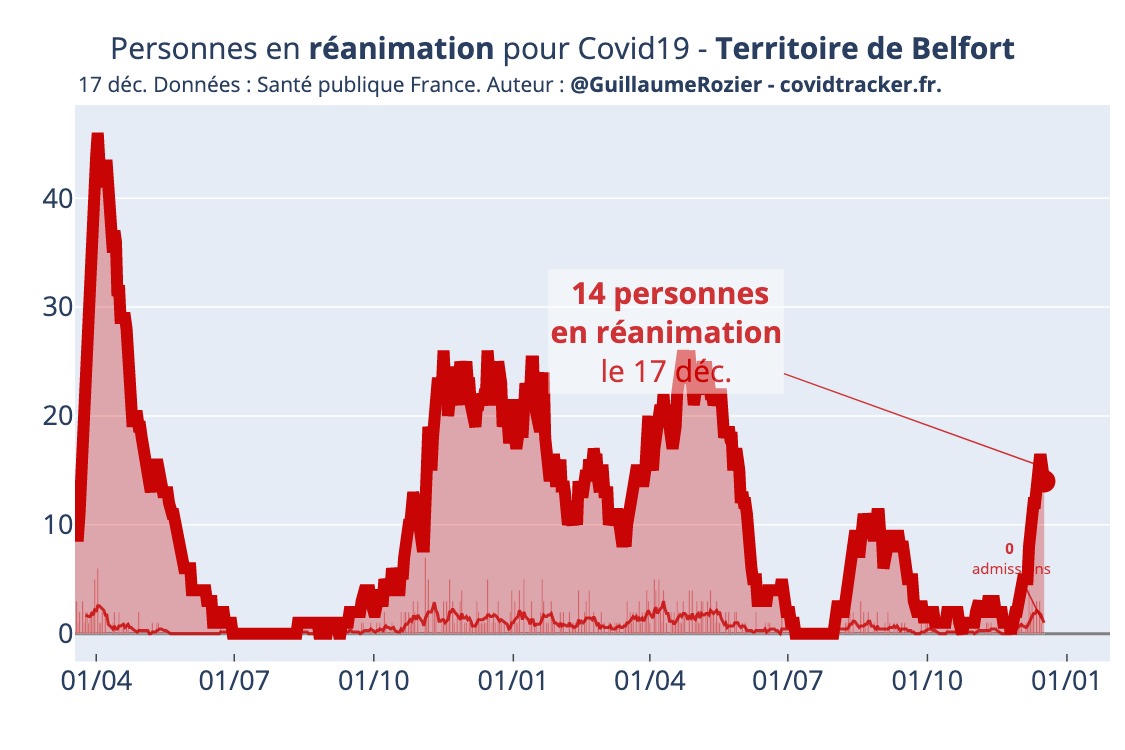 Personnes en réanimation pour Covid19 - Territoire de Belfort
17 déc. Données : Santé publique France. Auteur : @GuillaumeRozier - covidtracker.fr.
40
30
20
10
0
14 personnes
en réanimation
le 17 déc.
0
admissions
01/04 01/07 01/10 01/01 01/04 01/07 01/10 01/01